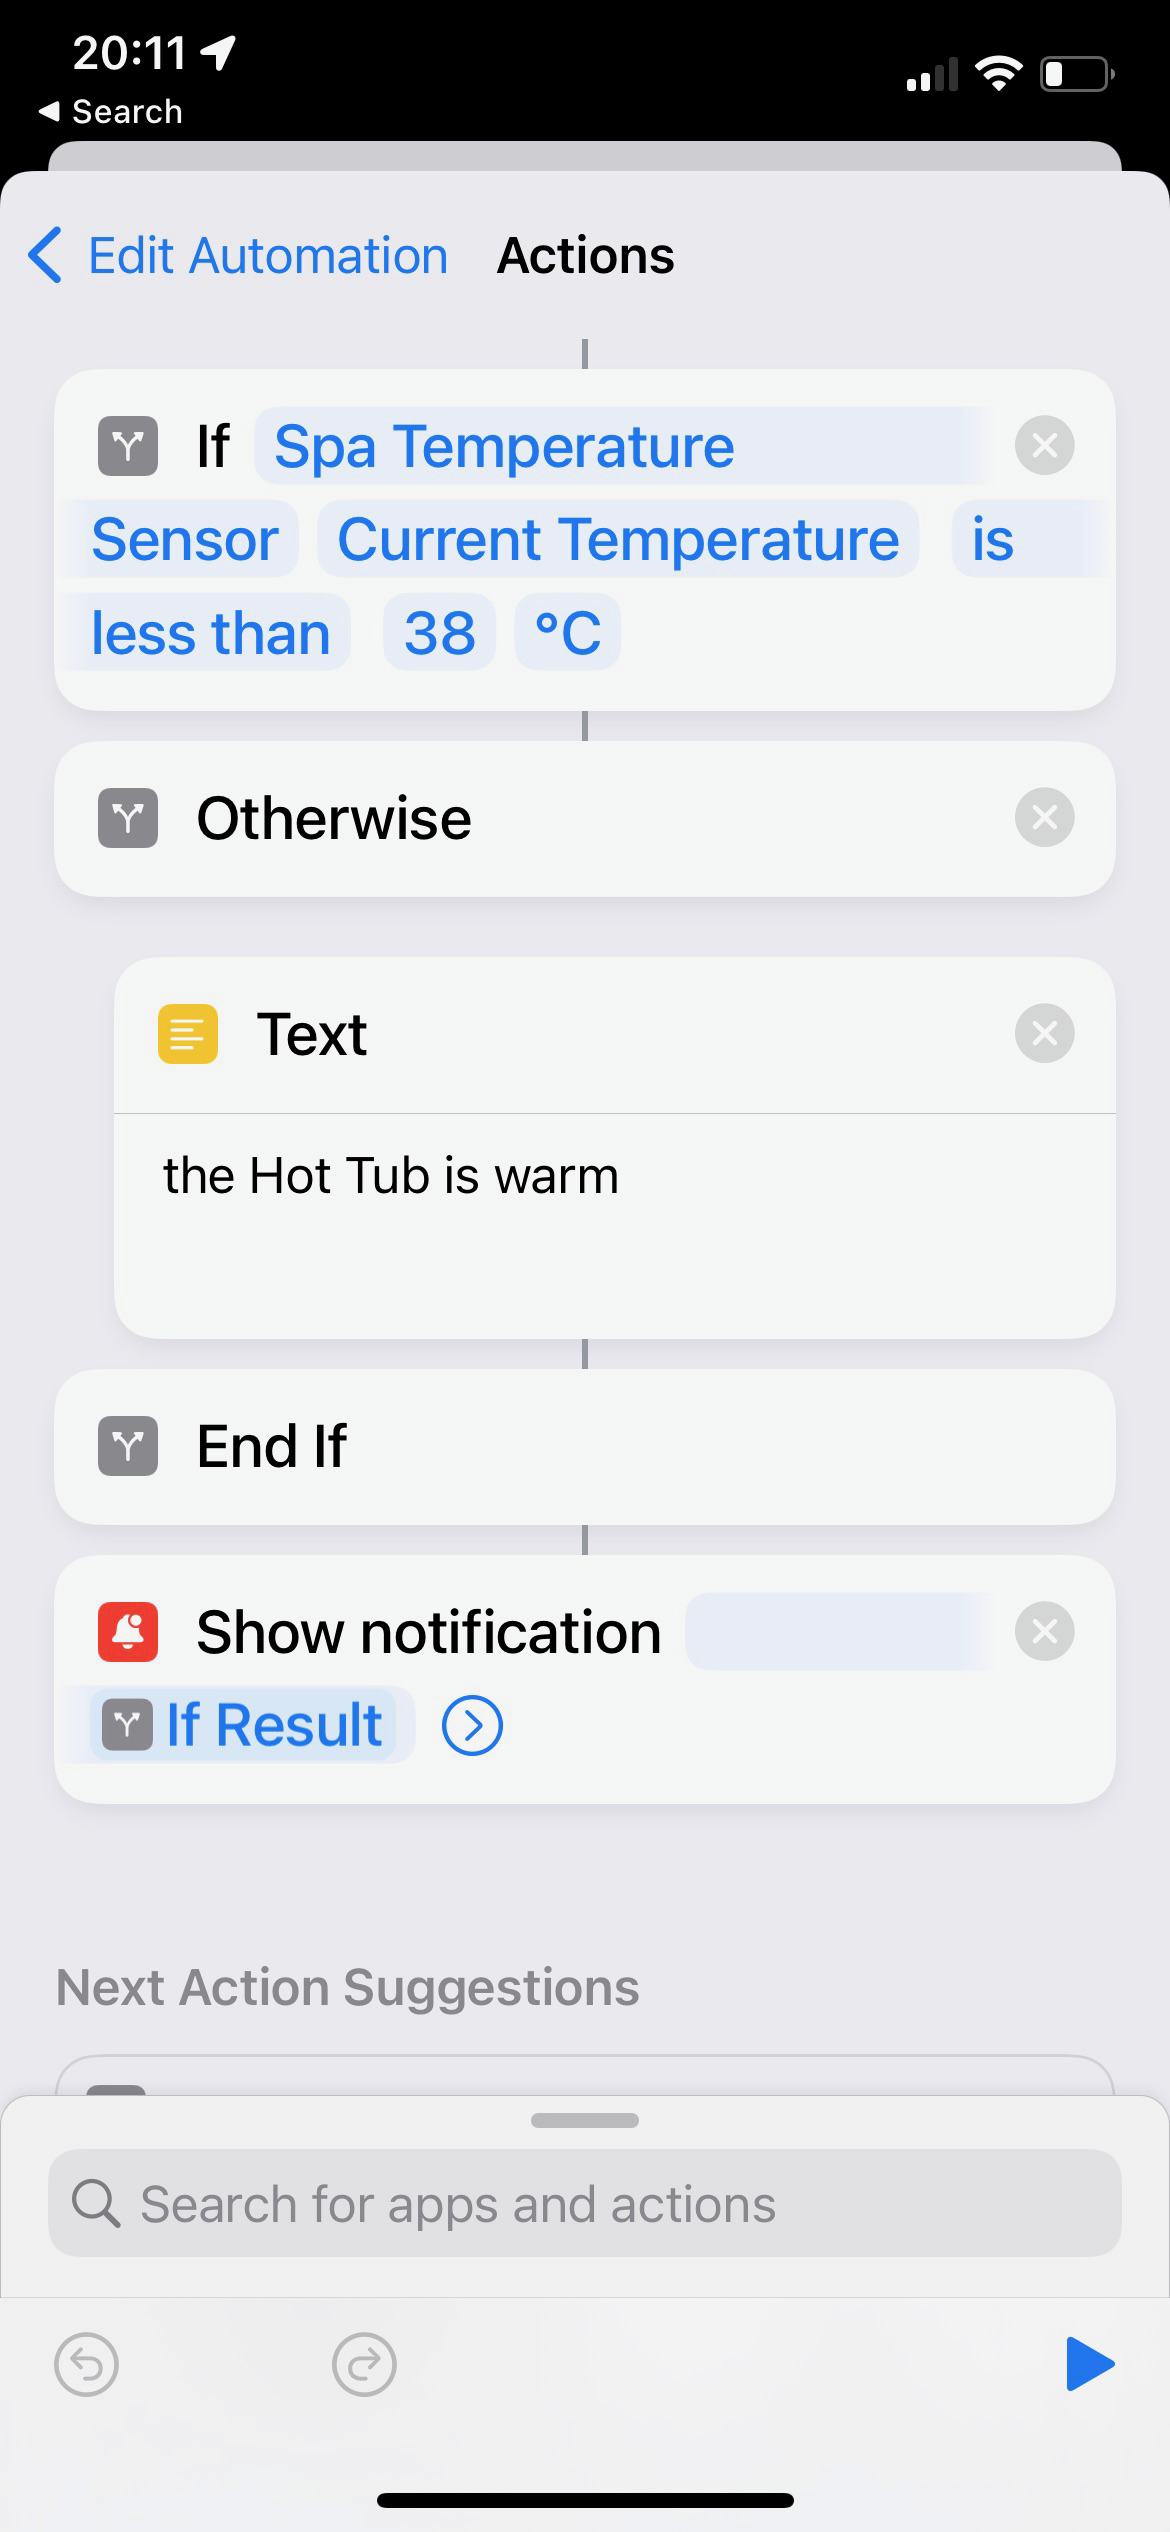 20:11
Search
Edit Automation Actions
If Spa Temperature
Sensor Current Temperature is
less than 38 °C
Otherwise
Text
the Hot Tub is warm
End If
Show notification
If Result
Next Action Suggestions
Search for apps and actions